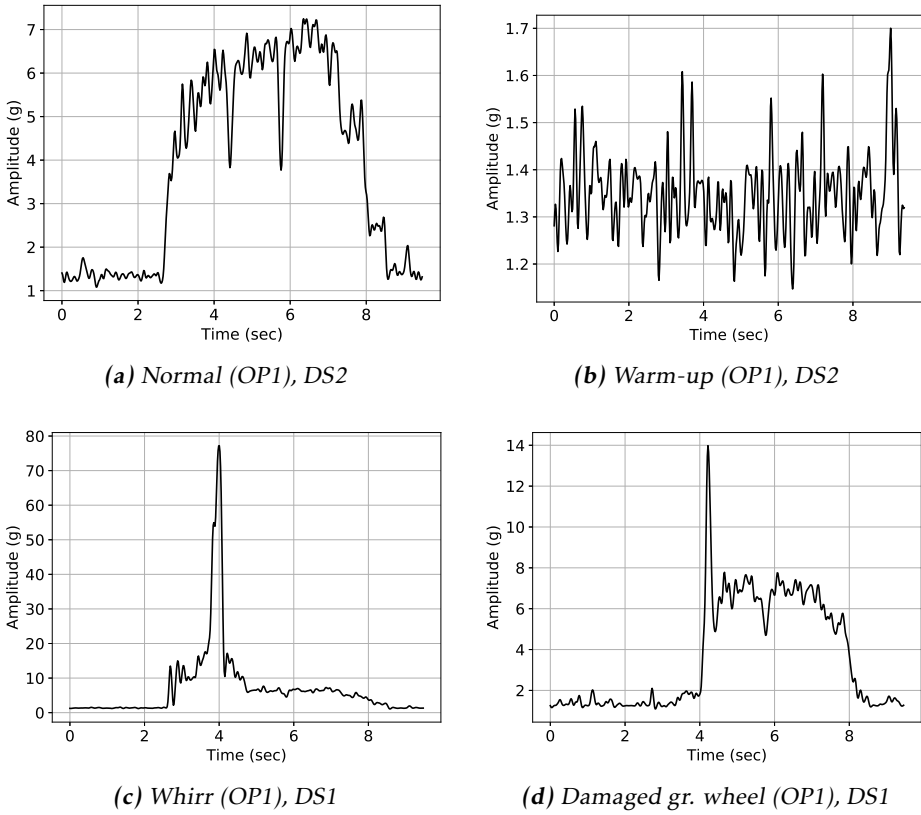 7
6
5
4
3
2
1
Amplitude (g)
0 2 4 6 8
Time (sec)
(a) Normal (OP1), DS2
1.7
1.6
1.5
1.4
1.3
1.2
Amplitude (g)
0 2 4 6 8
Time (sec)
(b) Warm-up (OP1), DS2
80
70
60
50
40
30
20
10
0
Amplitude (g)
0 2 4 6 8
Time (sec)
(c) Whirr (OP1), DS1
14
12
10
8
6
4
2
Amplitude (g)
0 2 4 6 8
Time (sec)
(d) Damaged gr. wheel (OP1), DS1